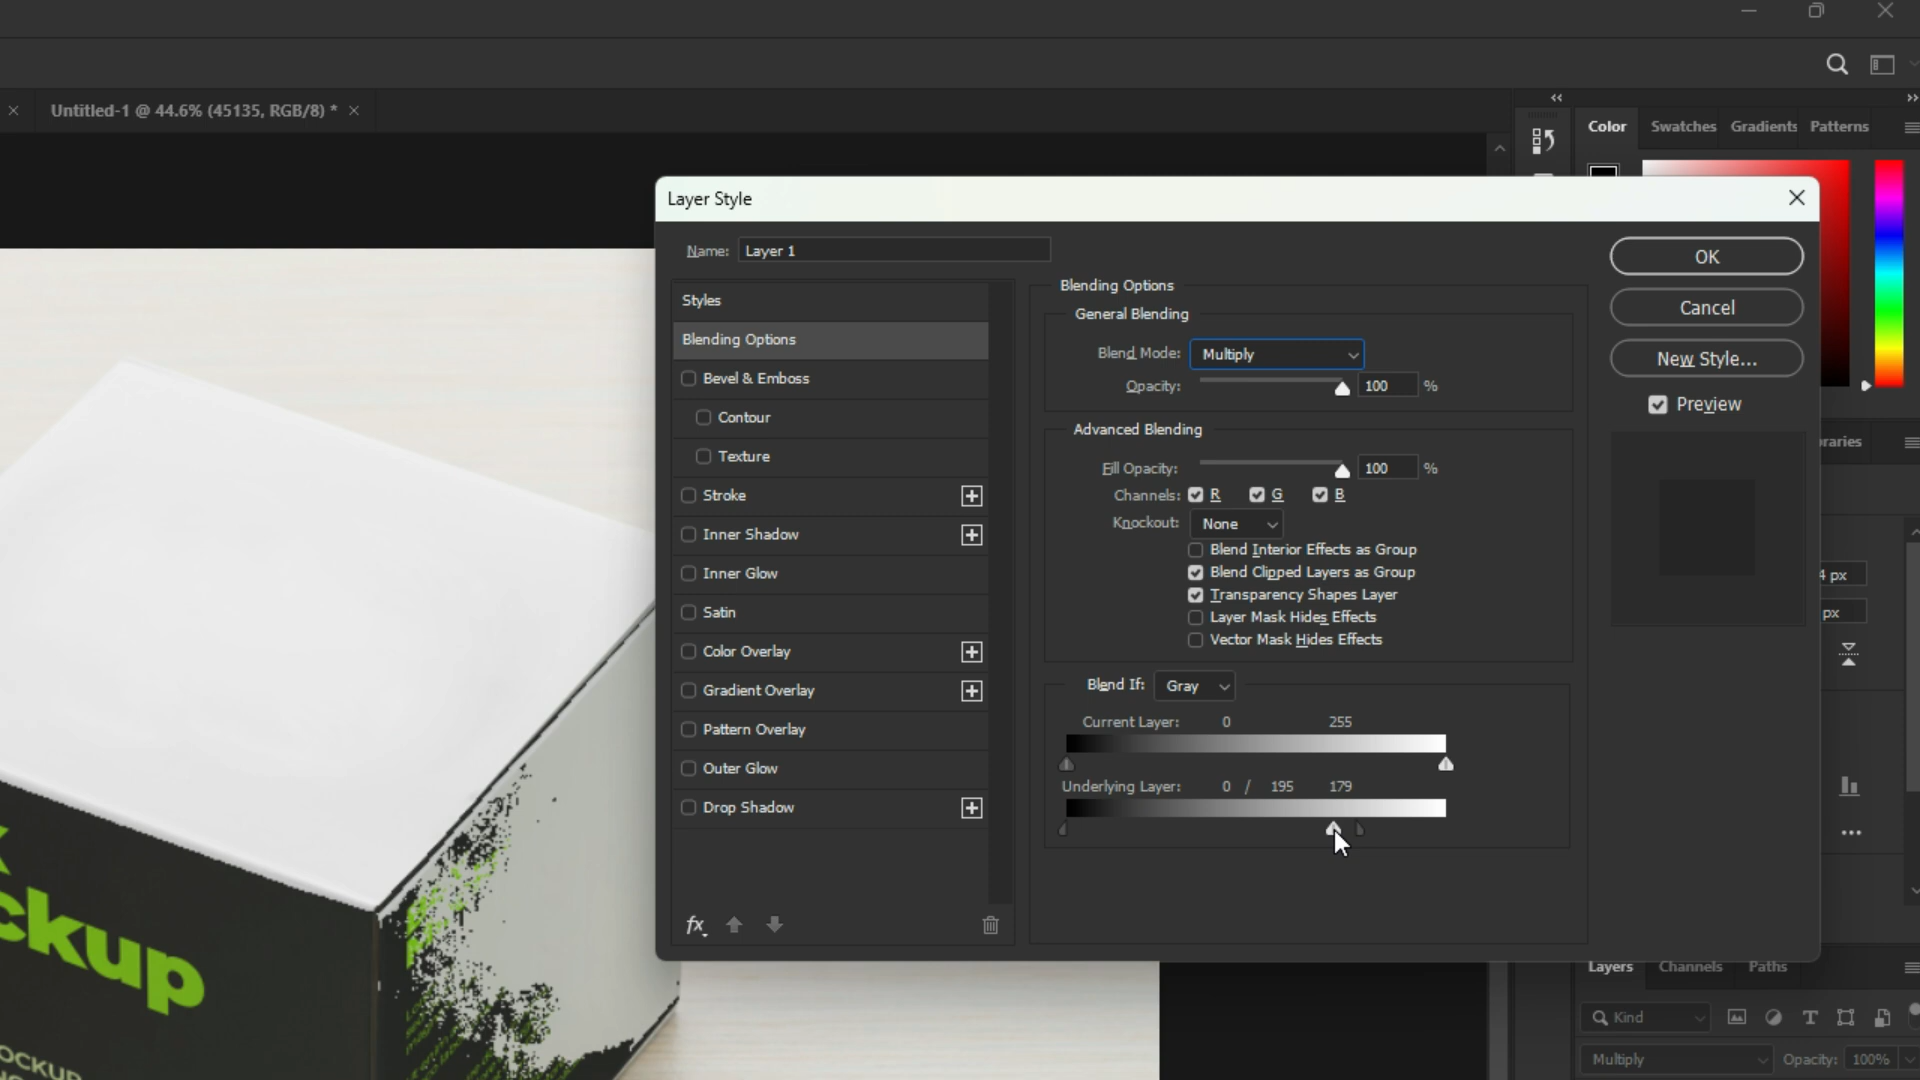 Untitled-1 @ 44.6% (45135, RGB/8) *
Color Swatches Gradients Patterns
Layer Style
Name: Layer 1
OK
Cancel
New Style...
Preview
Styles
Blending Options
Bevel & Emboss
Contour
Texture
Stroke
Inner Shadow
Inner Glow
Satin
Color Overlay
Gradient Overlay
Pattern Overlay
Outer Glow
Drop Shadow
fx
Blending Options
General Blending
Blend Mode: Multiply
Opacity: 100 %
Advanced Blending
Fill Opacity: 100 %
Channels: R G B
Knockout: None
Blend Interior Effects as Group
Blend Clipped Layers as Group
Transparency Shapes Layer
Layer Mask Hides Effects
Vector Mask Hides Effects
Blend If: Gray
Current Layer: 0 255
Underlying Layer: 0 / 195 179
raries
4 px
px
Layers Channels Paths
Kind
Multiply Opacity: 100%
ckup
OCKUP